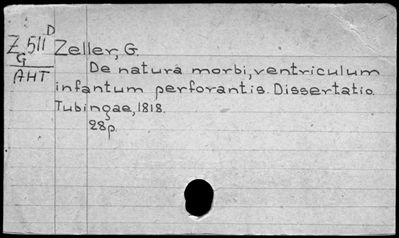 D
Z 511 Zeller, G.
G
AHT De natura morbi, ventriculum
infantum perforantis. Dissertatio.
Tubingae, 1818.
28p.